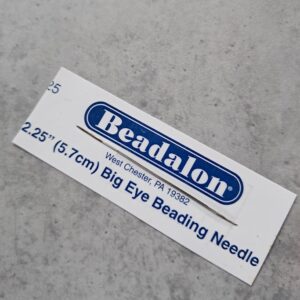 25
Beadalon®
West Chester, PA 19382
2.25" (5.7cm) Big Eye Beading Needle